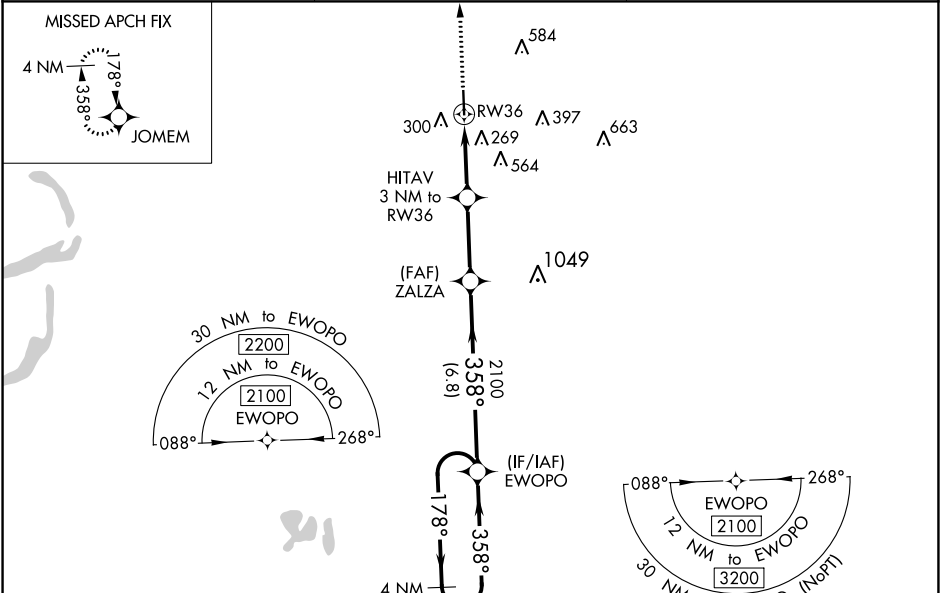 MISSED APCH FIX
4 NM
178°
358°
JOMEM
584
RW36
300
397
269
663
564
HITAV
3 NM to
RW36
(FAF)
ZALZA
1049
30 NM to EWOPO
2200
12 NM to EWOPO
2100
EWOPO
088°
268°
358°
2100
(6.8)
(IF/IAF)
EWOPO
178°
358°
4 NM
088°
268°
EWOPO
2100
12 NM to EWOPO
3200
30 NM
(NoPT)